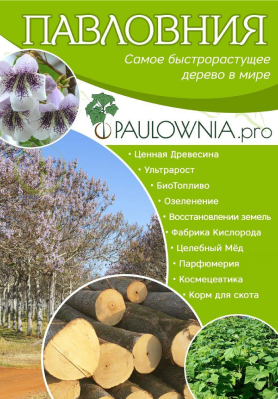 ПАВЛОВНИЯ
Самое быстрорастущее
дерево в мире
PAULOWNIA.pro
• Ценная Древесина
• Ультрарост
• БиоТопливо
• Озеленение
• Восстановлении земель
• Фабрика Кислорода
• Целебный Мёд
• Парфюмерия
• Космецевтика
• Корм для скота